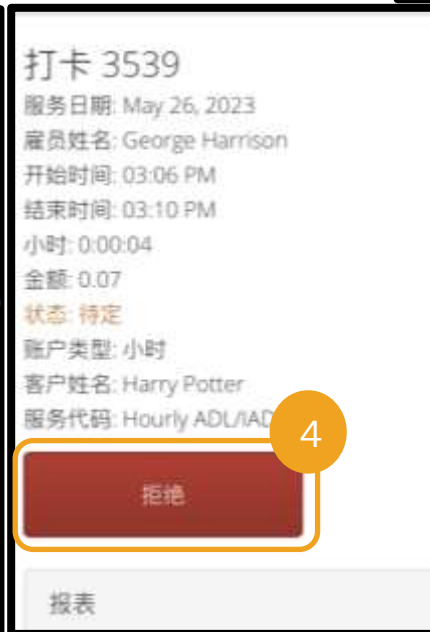 打卡 3539
服务日期: May 26, 2023
雇员姓名: George Harrison
开始时间: 03:06 PM
结束时间: 03:10 PM
小时: 0:00:04
金额: 0.07
状态: 待定
账户类型: 小时
客户姓名: Harry Potter
服务代码: Hourly ADL/IAD
4
拒绝
报表